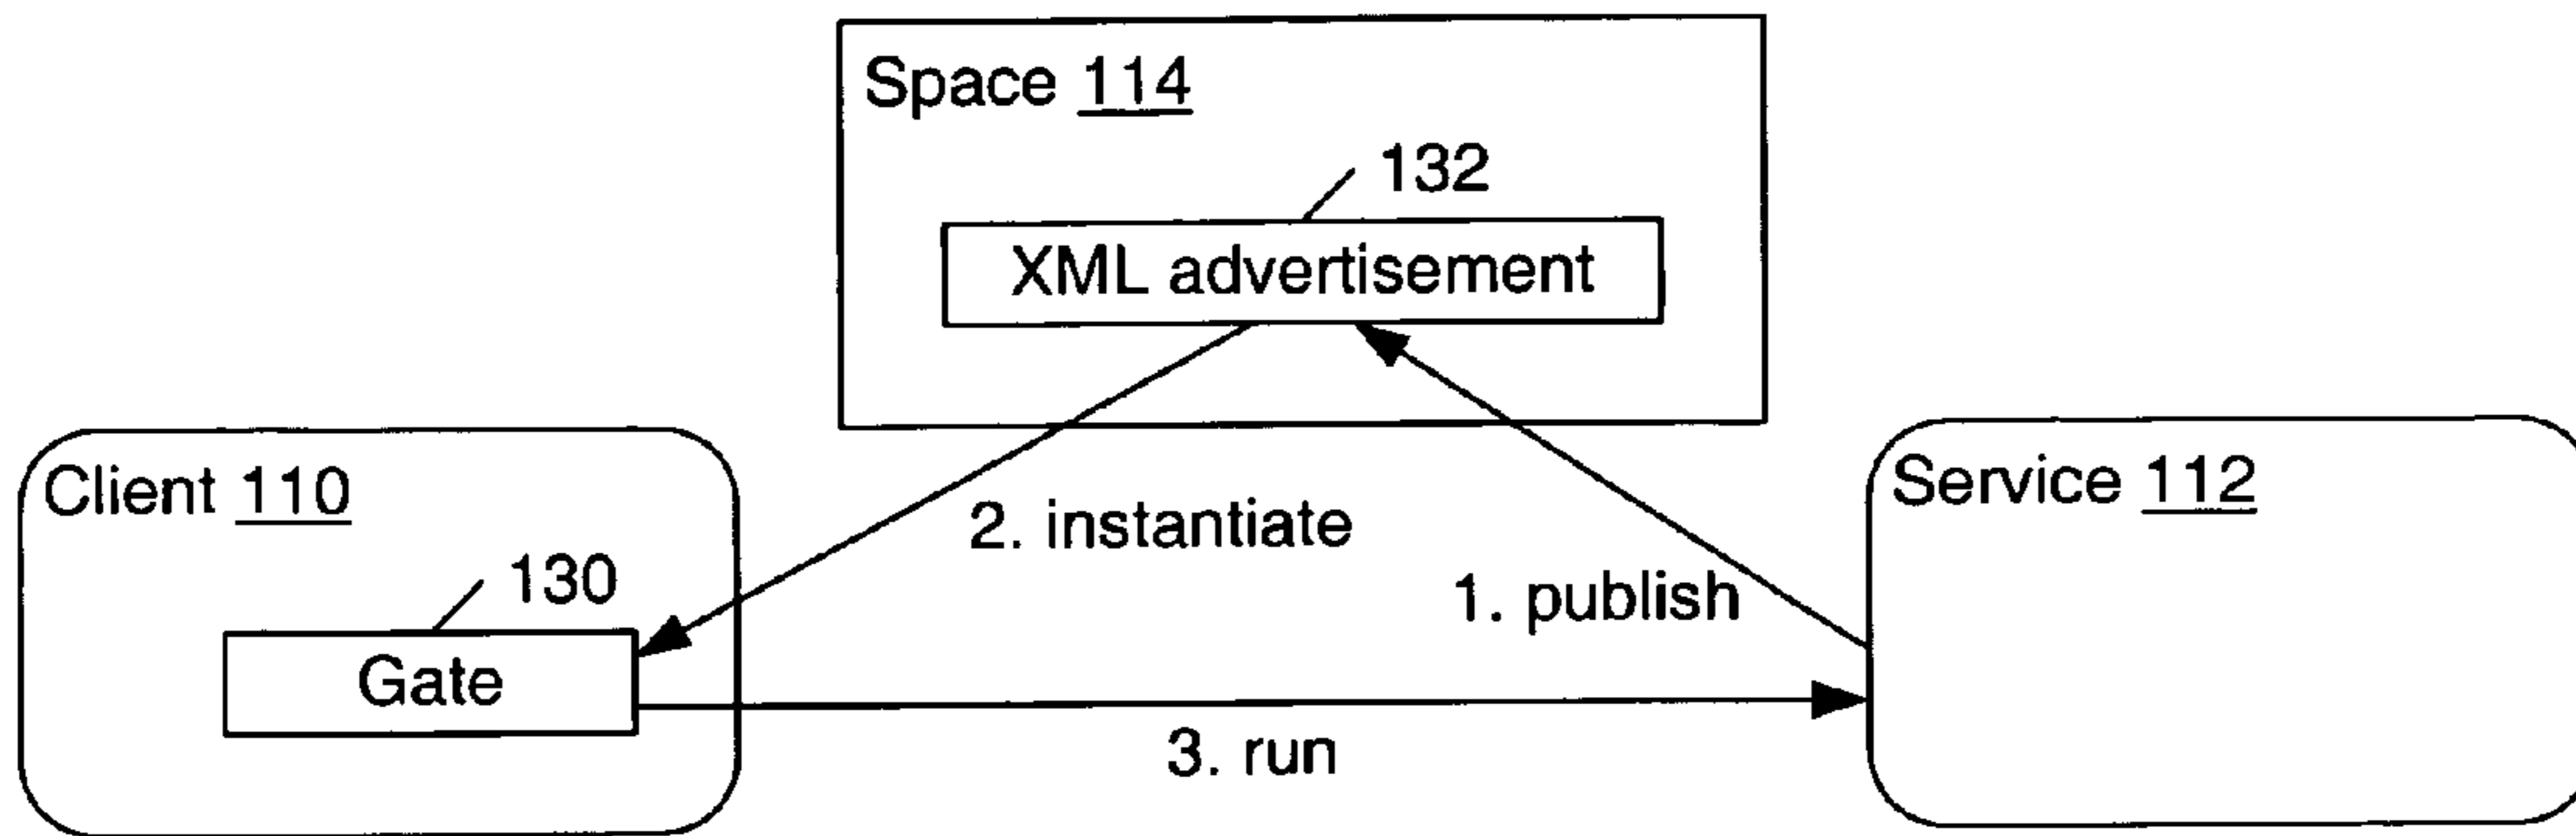 Space 114
132
XML advertisement
Client 110
Service 112
2. instantiate
130
1. publish
Gate
3. run